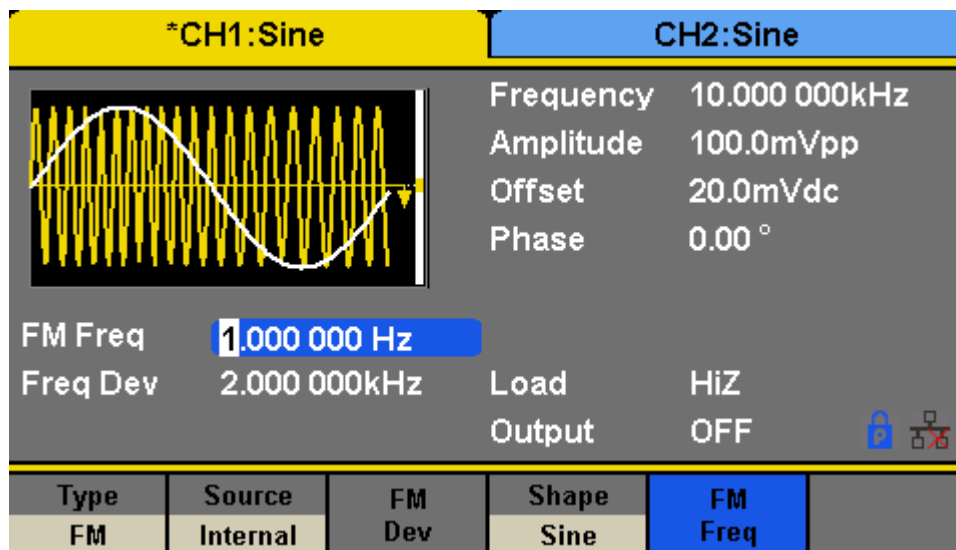 *CH1:Sine CH2:Sine
Frequency 10.000 000kHz
Amplitude 100.0mVpp
Offset 20.0mVdc
Phase 0.00 °
FM Freq 1.000 000 Hz
Freq Dev 2.000 000kHz Load HiZ
Output OFF P
Type Source FM Shape FM
FM Internal Dev Sine Freq